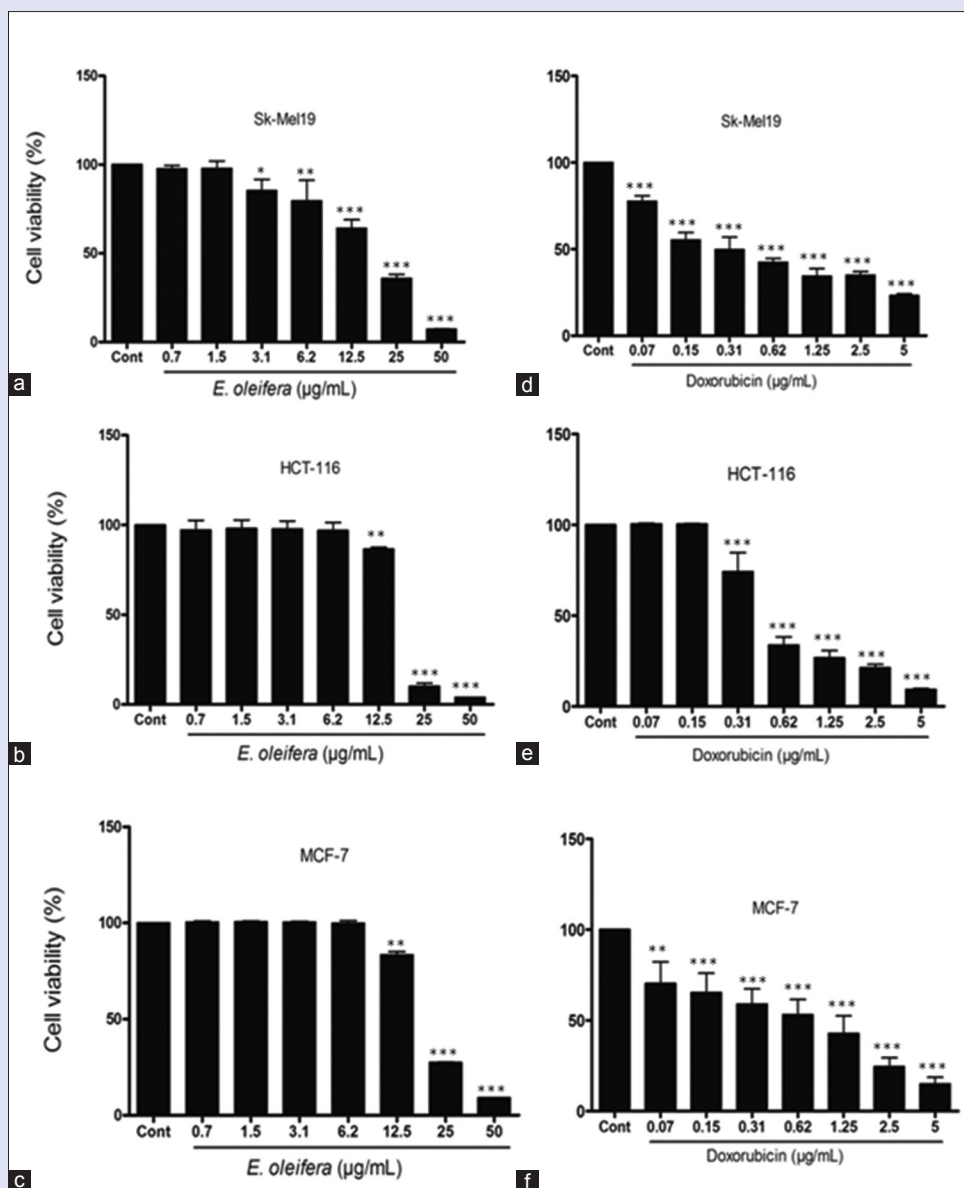 150
Sk-Mel19
Cell viability (%)
100
50
0
* ** *** *** ***
Cont 0.7 1.5 3.1 6.2 12.5 25 50
E. oleifera (µg/mL)
a
150
Sk-Mel19
100
50
0
*** *** *** *** *** *** ***
Cont 0.07 0.15 0.31 0.62 1.25 2.5 5
Doxorubicin (µg/mL)
d
150
HCT-116
Cell viability (%)
100
50
0
** *** ***
Cont 0.7 1.5 3.1 6.2 12.5 25 50
E. oleifera (µg/mL)
b
150
HCT-116
100
50
0
*** *** *** *** ***
Cont 0.07 0.15 0.31 0.62 1.25 2.5 5
Doxorubicin (µg/mL)
e
150
MCF-7
Cell viability (%)
100
50
0
** *** ***
Cont 0.7 1.5 3.1 6.2 12.5 25 50
E. oleifera (µg/mL)
c
150
MCF-7
100
50
0
** *** *** *** *** *** ***
Cont 0.07 0.15 0.31 0.62 1.25 2.5 5
Doxorubicin (µg/mL)
f